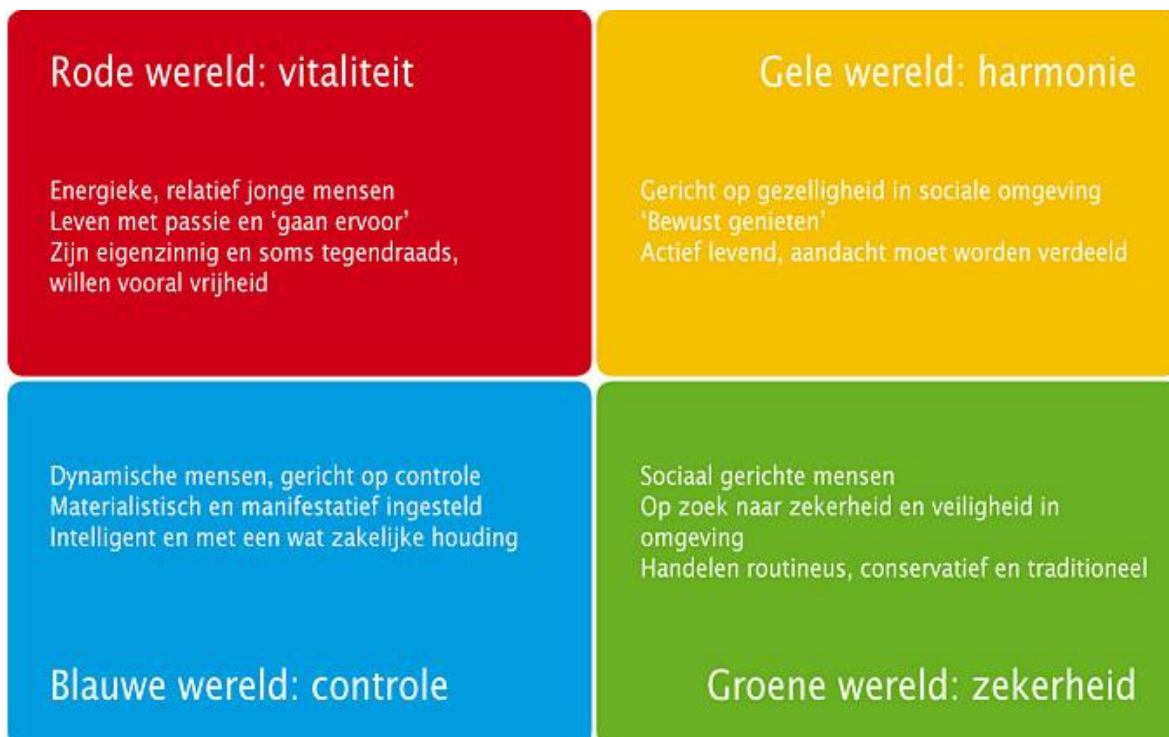 Rode wereld: vitaliteit
Energieke, relatief jonge mensen
Leven met passie en ‘gaan ervoor’
Zijn eigenzinnig en soms tegendraads,
willen vooral vrijheid
Gele wereld: harmonie
Gericht op gezelligheid in sociale omgeving
‘Bewust genieten’
Actief levend, aandacht moet worden verdeeld
Dynamische mensen, gericht op controle
Materialistisch en manifestatief ingesteld
Intelligent en met een wat zakelijke houding
Blauwe wereld: controle
Sociaal gerichte mensen
Op zoek naar zekerheid en veiligheid in
omgeving
Handelen routineus, conservatief en traditioneel
Groene wereld: zekerheid